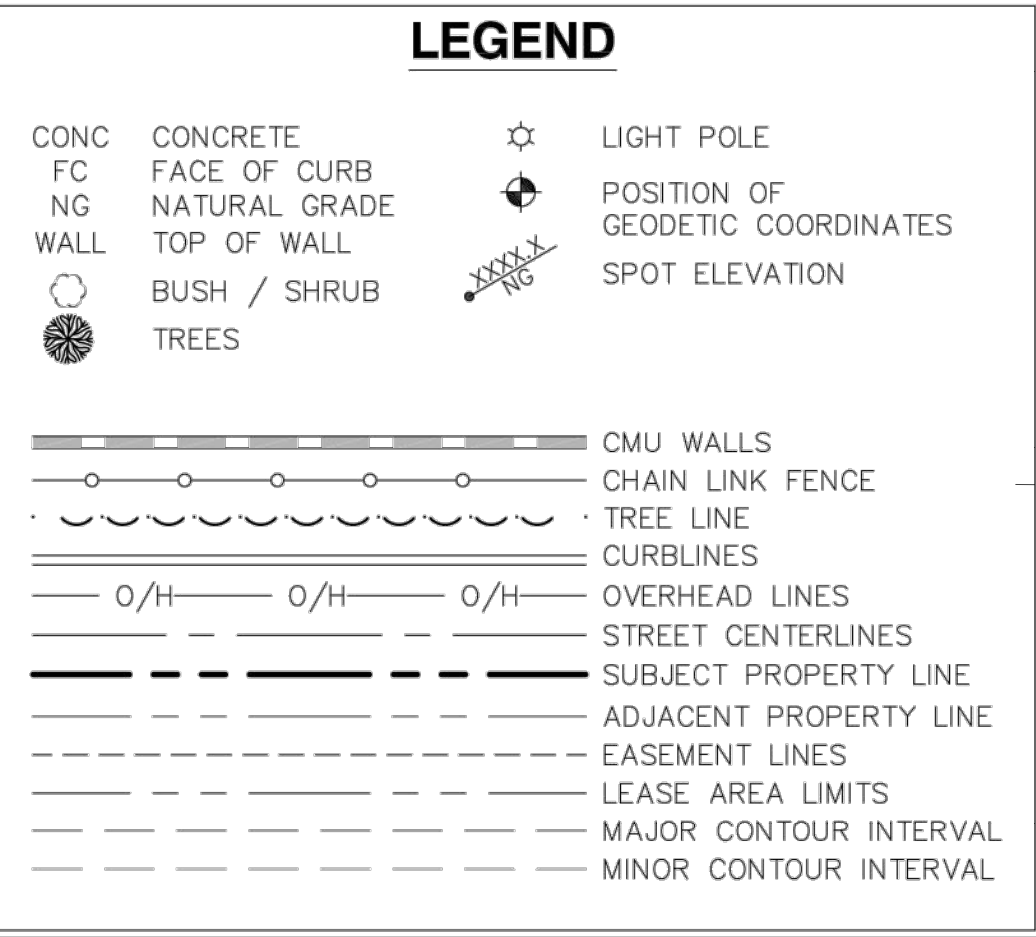 LEGEND
CONC CONCRETE
FC FACE OF CURB
NG NATURAL GRADE
WALL TOP OF WALL
BUSH / SHRUB
TREES
LIGHT POLE
POSITION OF
GEODETIC COORDINATES
XXXX.X
NG
SPOT ELEVATION
CMU WALLS
CHAIN LINK FENCE
TREE LINE
CURBLINES
O/H O/H O/H OVERHEAD LINES
STREET CENTERLINES
SUBJECT PROPERTY LINE
ADJACENT PROPERTY LINE
EASEMENT LINES
LEASE AREA LIMITS
MAJOR CONTOUR INTERVAL
MINOR CONTOUR INTERVAL